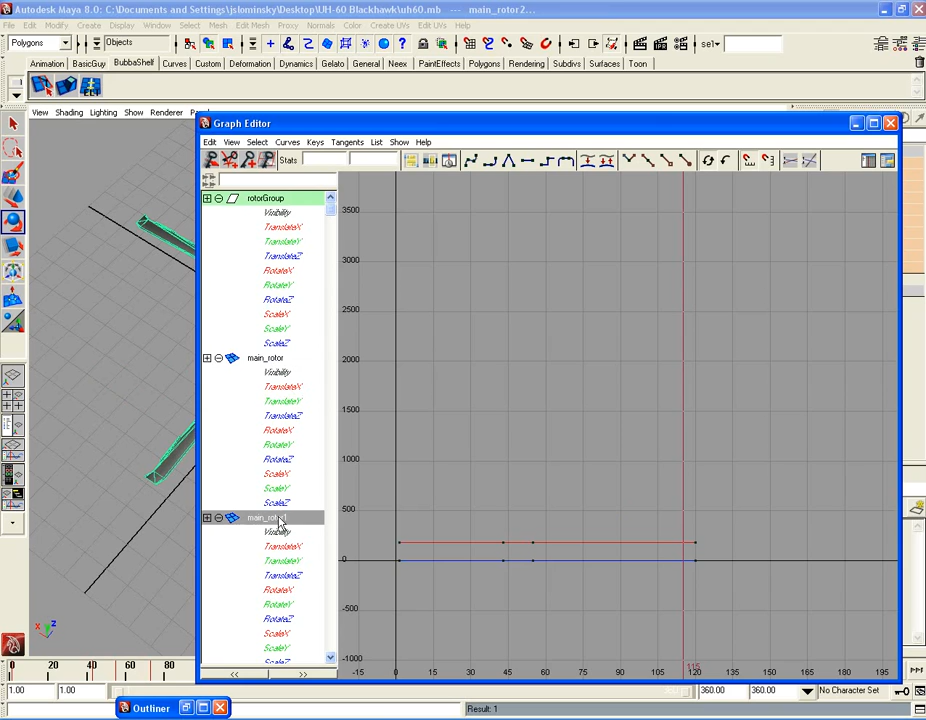 Autodesk Maya 8.0: C:\Documents and Settings\jslominsky\Desktop\UH-60 Blackhawk\uh60.mb --- main_rotor2...
File Edit Modify Create Display Window Select Mesh Edit Mesh Proxy Normals Color Create UVs Edit UVs Help
Polygons Objects sel
Animation BasicGuy BubbaShelf Curves Custom Deformation Dynamics Gelato General Neex PaintEffects Polygons Rendering Subdivs Surfaces Toon
View Shading Lighting Show Renderer
Graph Editor
Edit View Select Curves Keys Tangents List Show Help
Stats
rotorGroup
Visibility
TranslateX
TranslateY
TranslateZ
RotateX
RotateY
RotateZ
ScaleX
ScaleY
ScaleZ
main_rotor
Visibility
TranslateX
TranslateY
TranslateZ
RotateX
RotateY
RotateZ
ScaleX
ScaleY
ScaleZ
main_rotor1
Visibility
TranslateX
TranslateY
TranslateZ
RotateX
RotateY
RotateZ
ScaleX
ScaleY
ScaleZ
3500
3000
2500
2000
1500
1000
500
0
-500
-1000
-15 0 15 30 45 60 75 90 105 115 120 135 150 165 180 195
<< >>
x z
0 20 40 60 80
1.00 1.00 360.00 360.00 No Character Set
Outliner
Result: 1